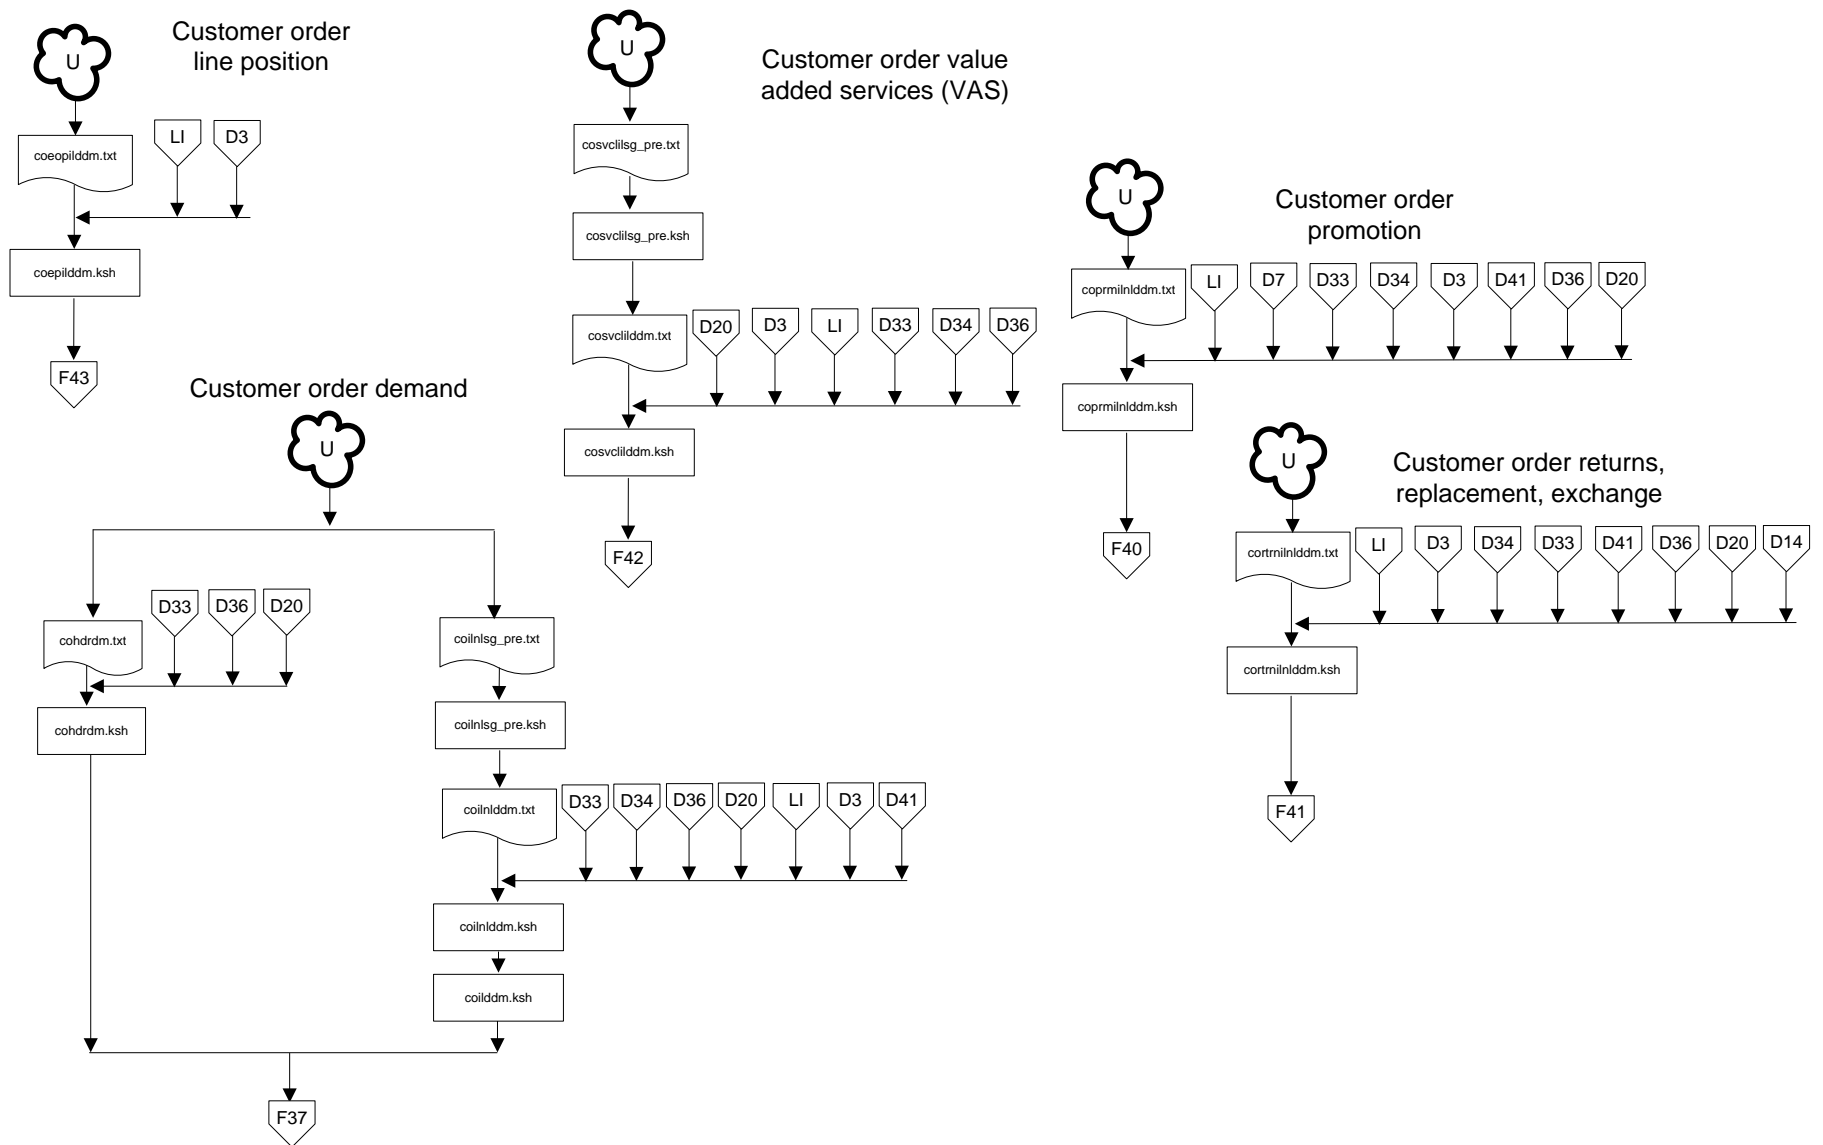 Customer order
line position
U
coeopilddm.txt
LI
D3
coepilddm.ksh
F43
Customer order value
added services (VAS)
U
cosvclilsg_pre.txt
cosvclilsg_pre.ksh
cosvclilddm.txt
D20
D3
LI
D33
D34
D36
cosvclilddm.ksh
F42
Customer order
promotion
U
coprmilnlddm.txt
LI
D7
D33
D34
D3
D41
D36
D20
coprmilnlddm.ksh
F40
Customer order returns,
replacement, exchange
U
cortrnilnlddm.txt
LI
D3
D34
D33
D41
D36
D20
D14
cortrnilnlddm.ksh
F41
Customer order demand
U
cohdrdm.txt
D33
D36
D20
cohdrdm.ksh
coilnlsg_pre.txt
coilnlsg_pre.ksh
coilnlddm.txt
D33
D34
D36
D20
LI
D3
D41
coilnlddm.ksh
coilddm.ksh
F37